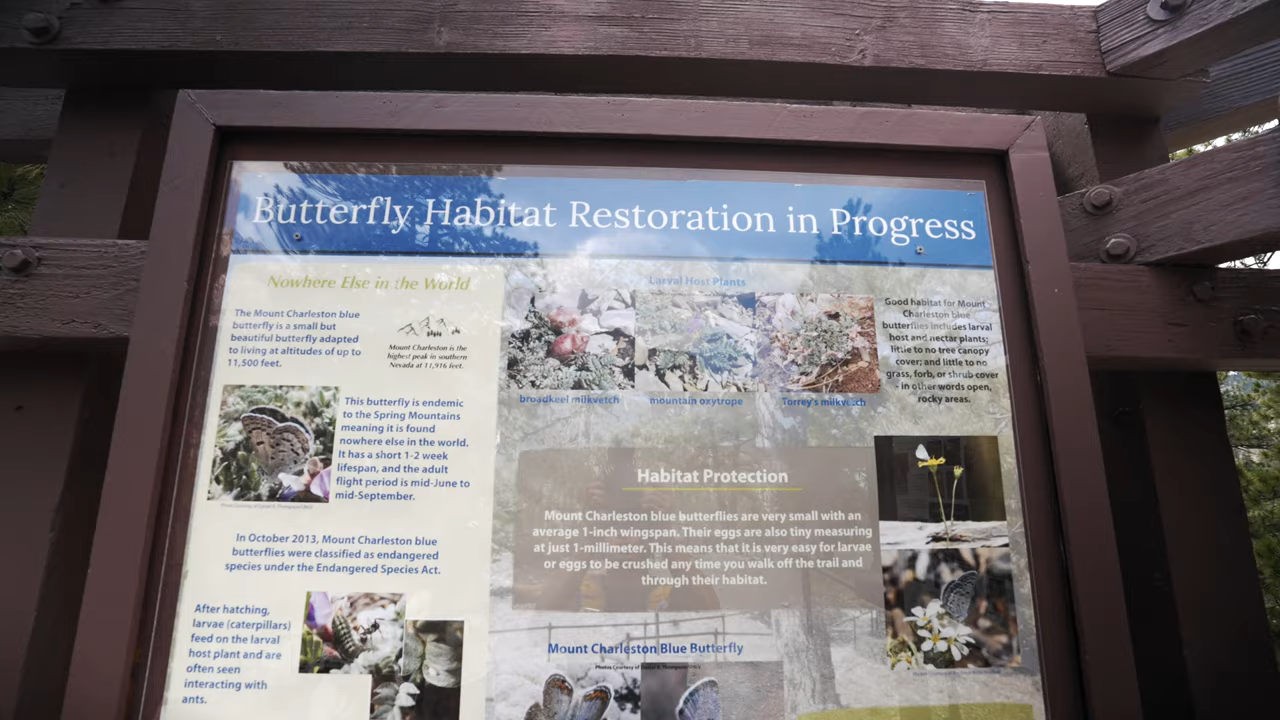 Butterfly Habitat Restoration in Progress
Nowhere Else in the World
The Mount Charleston blue
butterfly is a small but
beautiful butterfly adapted
to living at altitudes of up to
11,500 feet.
Mount Charleston is the
highest peak in southern
Nevada at 11,916 feet.
This butterfly is endemic
to the Spring Mountains
meaning it is found
nowhere else in the world.
It has a short 1-2 week
lifespan, and the adult
flight period is mid-June to
mid-September.
In October 2013, Mount Charleston blue
butterflies were classified as endangered
species under the Endangered Species Act.
After hatching,
larvae (caterpillars)
feed on the larval
host plant and are
often seen
interacting with
ants.
Larval Host Plants
broadkeel milkvetch
mountain oxytrope
Torrey's milkvetch
Good habitat for Mount
Charleston blue
butterflies includes larval
host and nectar plants;
little to no tree canopy
cover; and little to no
grass, forb, or shrub cover
- in other words open,
rocky areas.
Habitat Protection
Mount Charleston blue butterflies are very small with an
average 1-inch wingspan. Their eggs are also tiny measuring
at just 1-millimeter. This means that it is very easy for larvae
or eggs to be crushed any time you walk off the trail and
through their habitat.
Mount Charleston Blue Butterfly
Photos Courtesy of